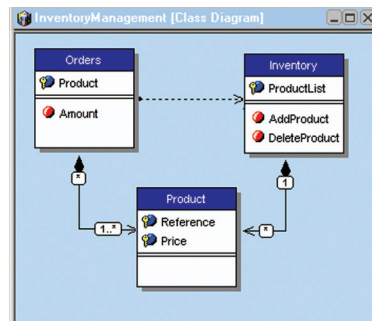 InventoryManagement [Class Diagram]
Orders
Product
Amount
Inventory
ProductList
AddProduct
DeleteProduct
*
1
1..*
*
Product
Reference
Price